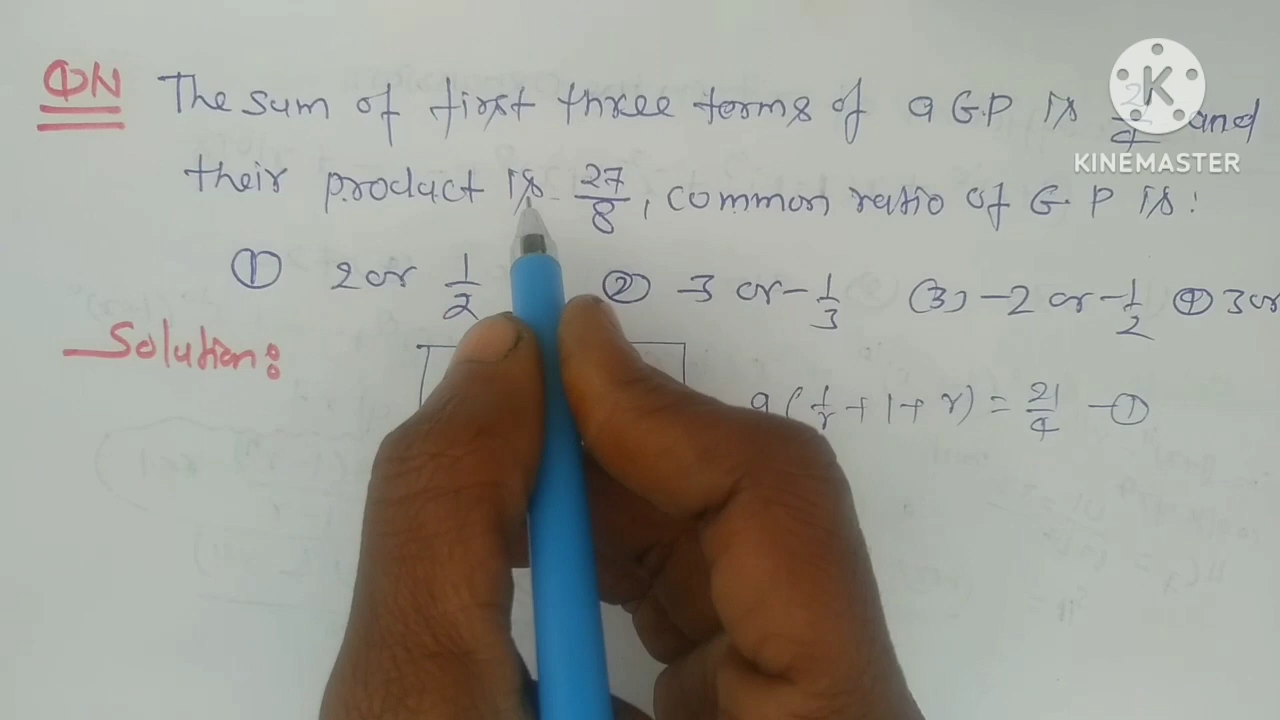 QN The sum of first three terms of a G.P is and
their product is 27/8, common ratio of G.P is:
① 2 or 1/2 ② -3 or -1/3 (3) -2 or -1/2 ④ 3 or
Solution:
a(1/r + 1 + r) = 21/4 -①
K
KINEMASTER